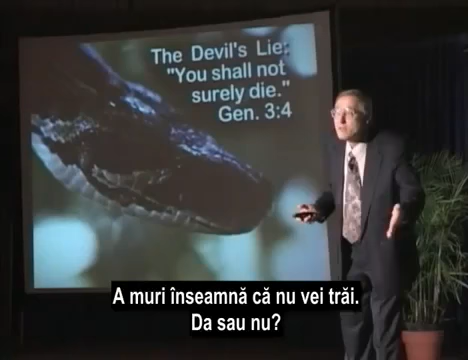 The Devil's Lie:
"You shall not
surely die."
Gen. 3:4
A muri înseamnă că nu vei trăi.
Da sau nu?